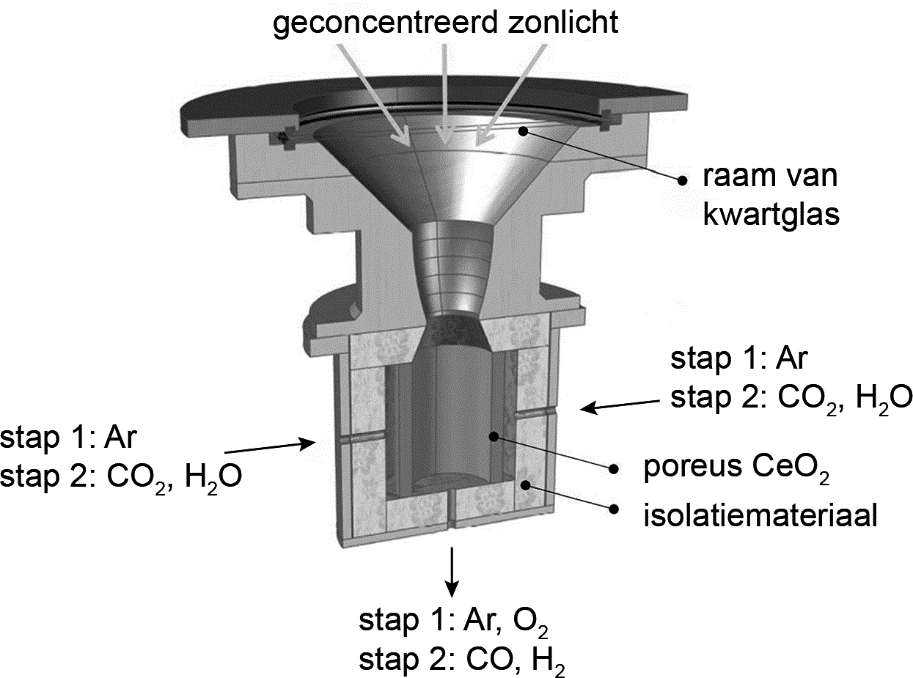 geconcentreerd zonlicht
raam van
kwartglas
stap 1: Ar
stap 2: CO₂, H₂O
stap 1: Ar
stap 2: CO₂, H₂O
poreus CeO₂
isolatiemateriaal
stap 1: Ar, O₂
stap 2: CO, H₂